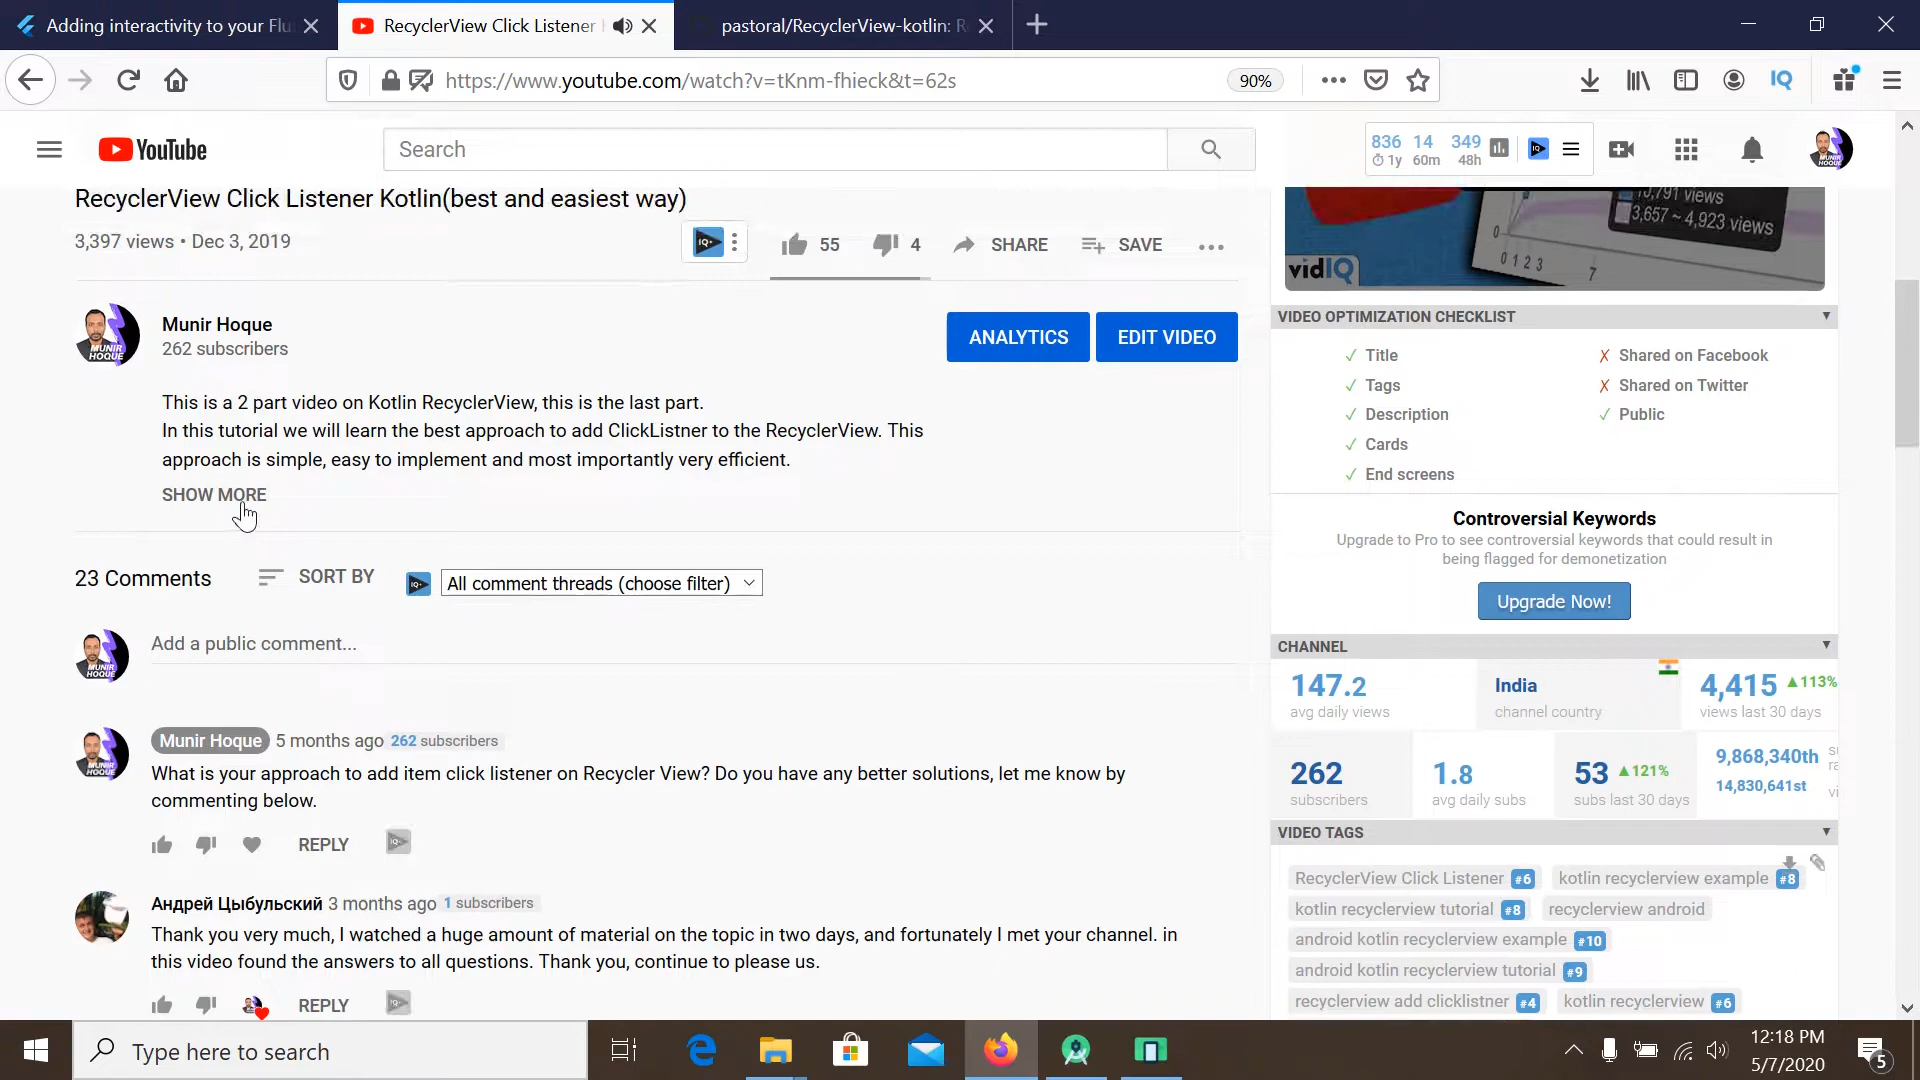 Adding interactivity to your Flu
RecyclerView Click Listener
pastoral/RecyclerView-kotlin: R
https://www.youtube.com/watch?v=tKnm-fhieck&t=62s
90%
IQ
YouTube
Search
836 14 349
1y 60m 48h
RecyclerView Click Listener Kotlin(best and easiest way)
3,397 views • Dec 3, 2019
IQ
55
4
SHARE
SAVE
Munir Hoque
262 subscribers
MUNIR
HOQUE
ANALYTICS
EDIT VIDEO
This is a 2 part video on Kotlin RecyclerView, this is the last part.
In this tutorial we will learn the best approach to add ClickListner to the RecyclerView. This
approach is simple, easy to implement and most importantly very efficient.
SHOW MORE
23 Comments
SORT BY
All comment threads (choose filter)
MUNIR
HOQUE
Add a public comment...
MUNIR
HOQUE
Munir Hoque 5 months ago 262 subscribers
What is your approach to add item click listener on Recycler View? Do you have any better solutions, let me know by
commenting below.
REPLY
Андрей Цыбульский 3 months ago 1 subscribers
Thank you very much, I watched a huge amount of material on the topic in two days, and fortunately I met your channel. in
this video found the answers to all questions. Thank you, continue to please us.
REPLY
views
3,657 ~ 4,923 views
0 1 2 3 7
vidIQ
VIDEO OPTIMIZATION CHECKLIST
✓ Title
✓ Tags
✓ Description
✓ Cards
✓ End screens
✗ Shared on Facebook
✗ Shared on Twitter
✓ Public
Controversial Keywords
Upgrade to Pro to see controversial keywords that could result in
being flagged for demonetization
Upgrade Now!
CHANNEL
147.2
avg daily views
India
channel country
4,415 ▲113%
views last 30 days
262
subscribers
1.8
avg daily subs
53 ▲121%
subs last 30 days
9,868,340th
14,830,641st
VIDEO TAGS
RecyclerView Click Listener #6 kotlin recyclerview example #8
kotlin recyclerview tutorial #8 recyclerview android
android kotlin recyclerview example #10
android kotlin recyclerview tutorial #9
recyclerview add clicklistner #4 kotlin recyclerview #6
Type here to search
12:18 PM
5/7/2020
5